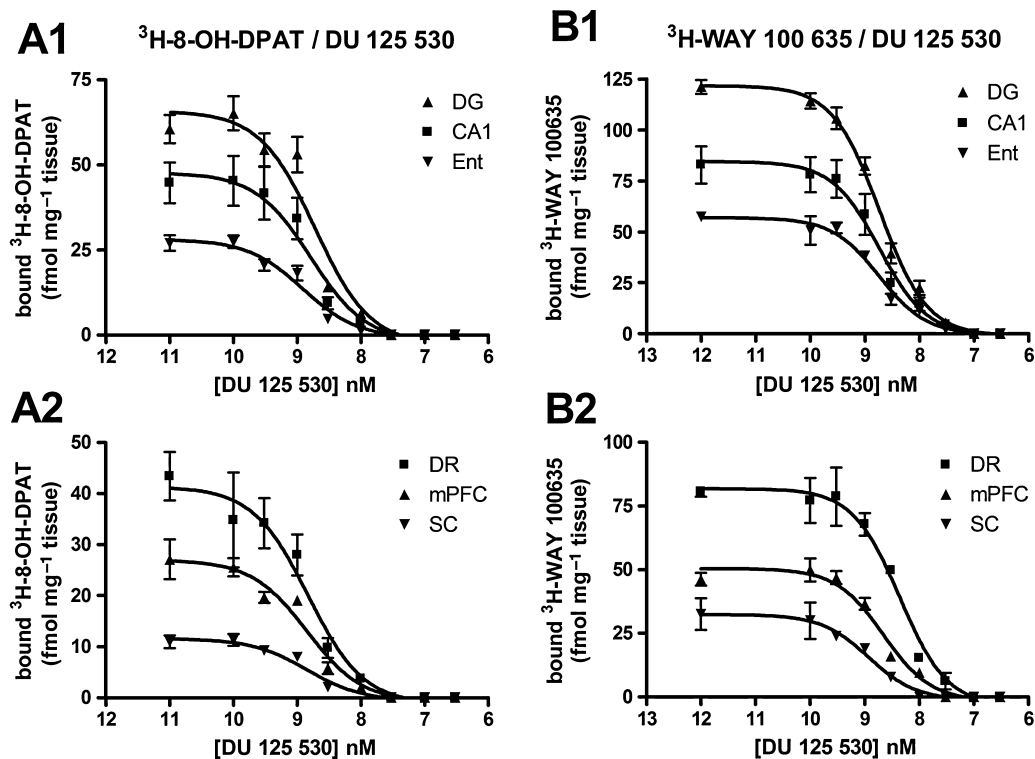 A1
³H-8-OH-DPAT / DU 125 530
bound ³H-8-OH-DPAT
(fmol mg⁻¹ tissue)
75
50
25
0
DG
CA1
Ent
12 11 10 9 8 7 6
[DU 125 530] nM
B1
³H-WAY 100 635 / DU 125 530
bound ³H-WAY 100635
(fmol mg⁻¹ tissue)
125
100
75
50
25
0
DG
CA1
Ent
13 12 11 10 9 8 7 6
[DU 125 530] nM
A2
bound ³H-8-OH-DPAT
(fmol mg⁻¹ tissue)
50
40
30
20
10
0
DR
mPFC
SC
12 11 10 9 8 7 6
[DU 125 530] nM
B2
bound ³H-WAY 100635
(fmol mg⁻¹ tissue)
100
75
50
25
0
DR
mPFC
SC
13 12 11 10 9 8 7 6
[DU 125 530] nM